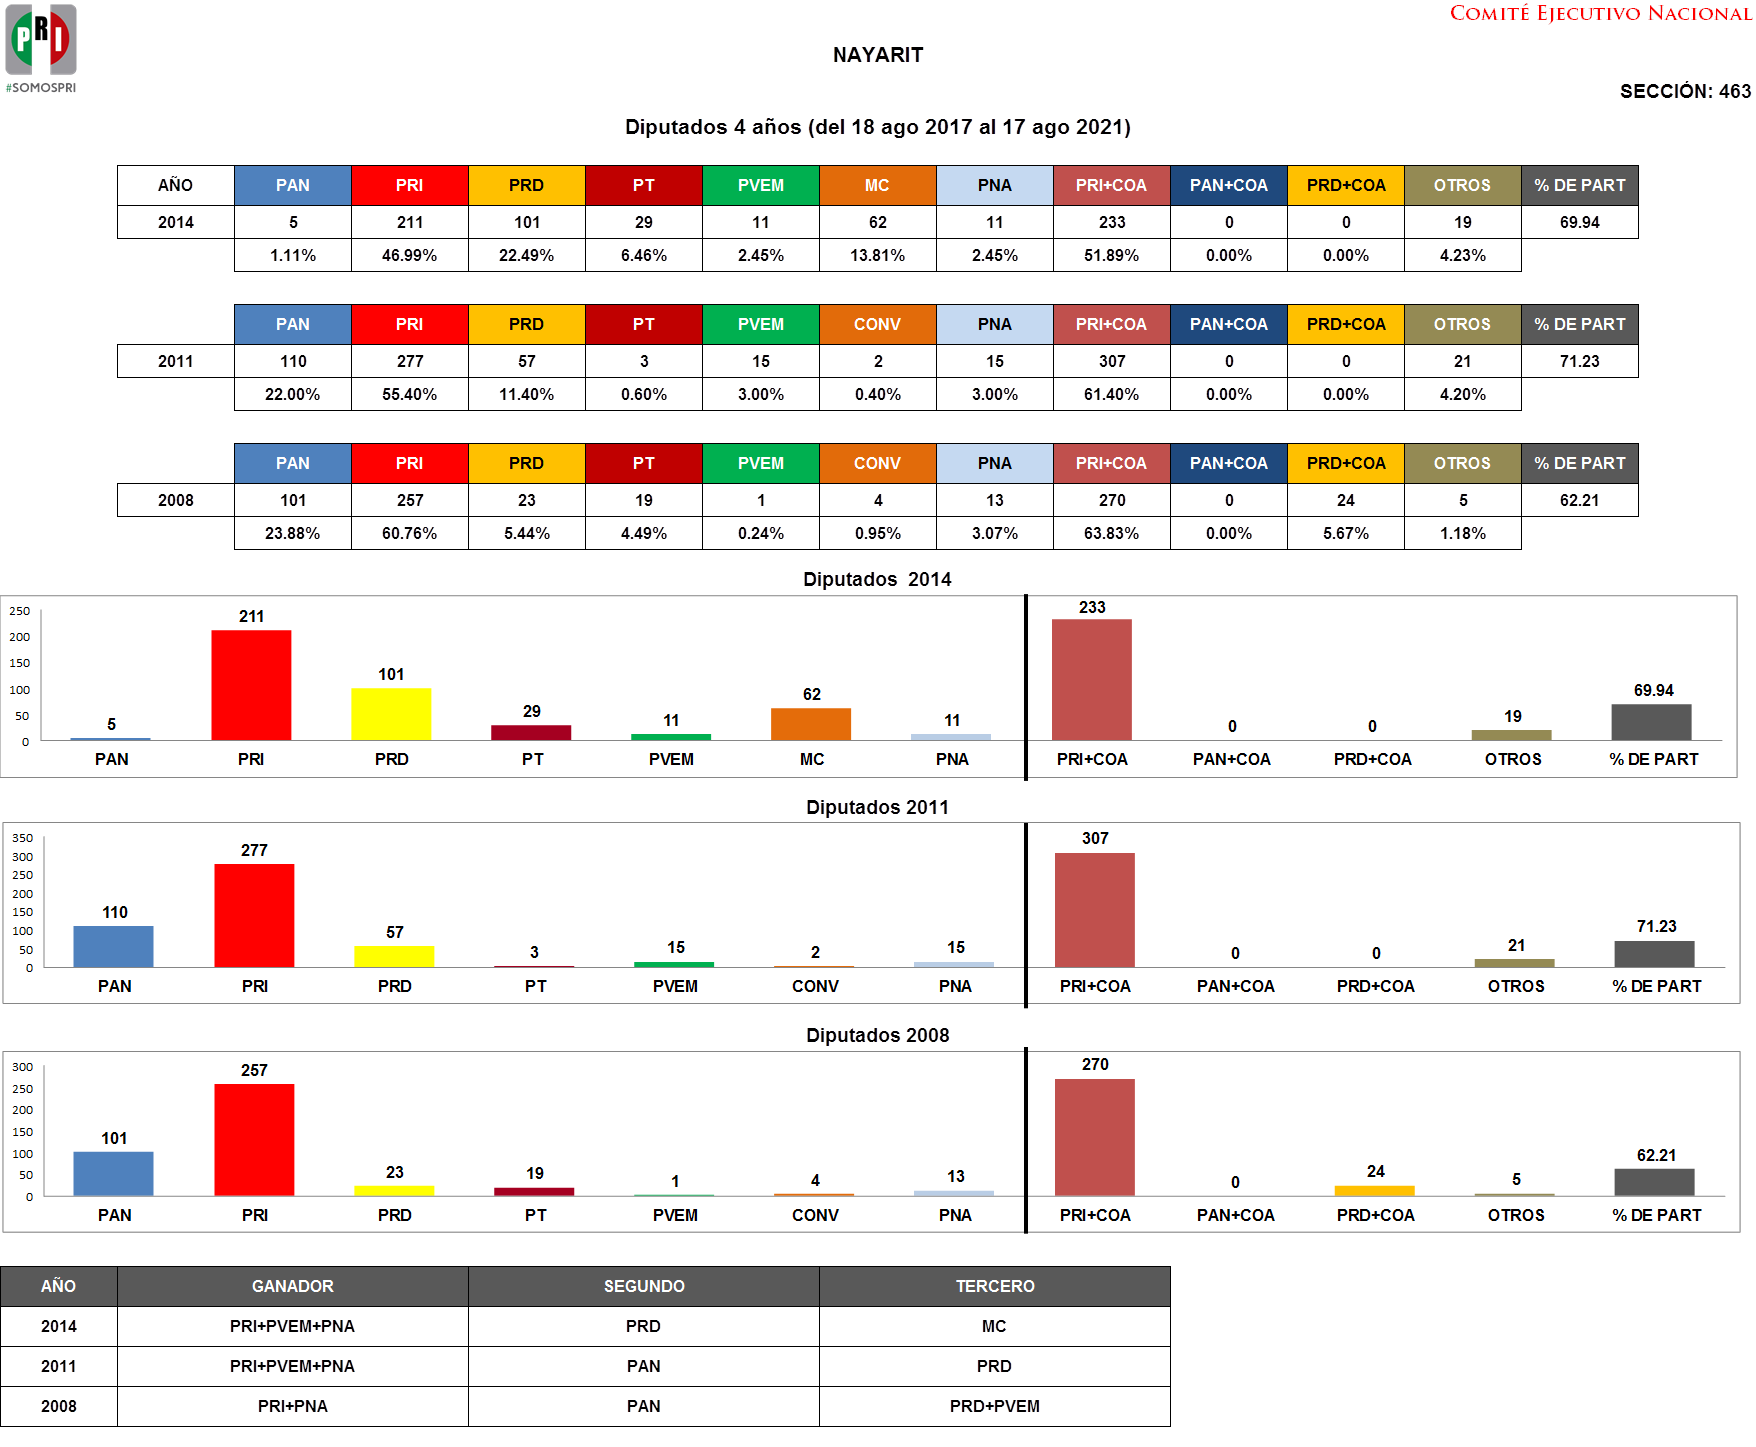 PRI
#SOMOSPRI
COMITÉ EJECUTIVO NACIONAL
NAYARIT
SECCIÓN: 463
Diputados 4 años (del 18 ago 2017 al 17 ago 2021)
AÑO PAN PRI PRD PT PVEM MC PNA PRI+COA PAN+COA PRD+COA OTROS % DE PART
2014 5 211 101 29 11 62 11 233 0 0 19 69.94
1.11% 46.99% 22.49% 6.46% 2.45% 13.81% 2.45% 51.89% 0.00% 0.00% 4.23%
PAN PRI PRD PT PVEM CONV PNA PRI+COA PAN+COA PRD+COA OTROS % DE PART
2011 110 277 57 3 15 2 15 307 0 0 21 71.23
22.00% 55.40% 11.40% 0.60% 3.00% 0.40% 3.00% 61.40% 0.00% 0.00% 4.20%
PAN PRI PRD PT PVEM CONV PNA PRI+COA PAN+COA PRD+COA OTROS % DE PART
2008 101 257 23 19 1 4 13 270 0 24 5 62.21
23.88% 60.76% 5.44% 4.49% 0.24% 0.95% 3.07% 63.83% 0.00% 5.67% 1.18%
Diputados 2014
250
200
150
100
50
0
5 211 101 29 11 62 11 233 0 0 19 69.94
PAN PRI PRD PT PVEM MC PNA PRI+COA PAN+COA PRD+COA OTROS % DE PART
Diputados 2011
350
300
250
200
150
100
50
0
110 277 57 3 15 2 15 307 0 0 21 71.23
PAN PRI PRD PT PVEM CONV PNA PRI+COA PAN+COA PRD+COA OTROS % DE PART
Diputados 2008
300
250
200
150
100
50
0
101 257 23 19 1 4 13 270 0 24 5 62.21
PAN PRI PRD PT PVEM CONV PNA PRI+COA PAN+COA PRD+COA OTROS % DE PART
AÑO GANADOR SEGUNDO TERCERO
2014 PRI+PVEM+PNA PRD MC
2011 PRI+PVEM+PNA PAN PRD
2008 PRI+PNA PAN PRD+PVEM